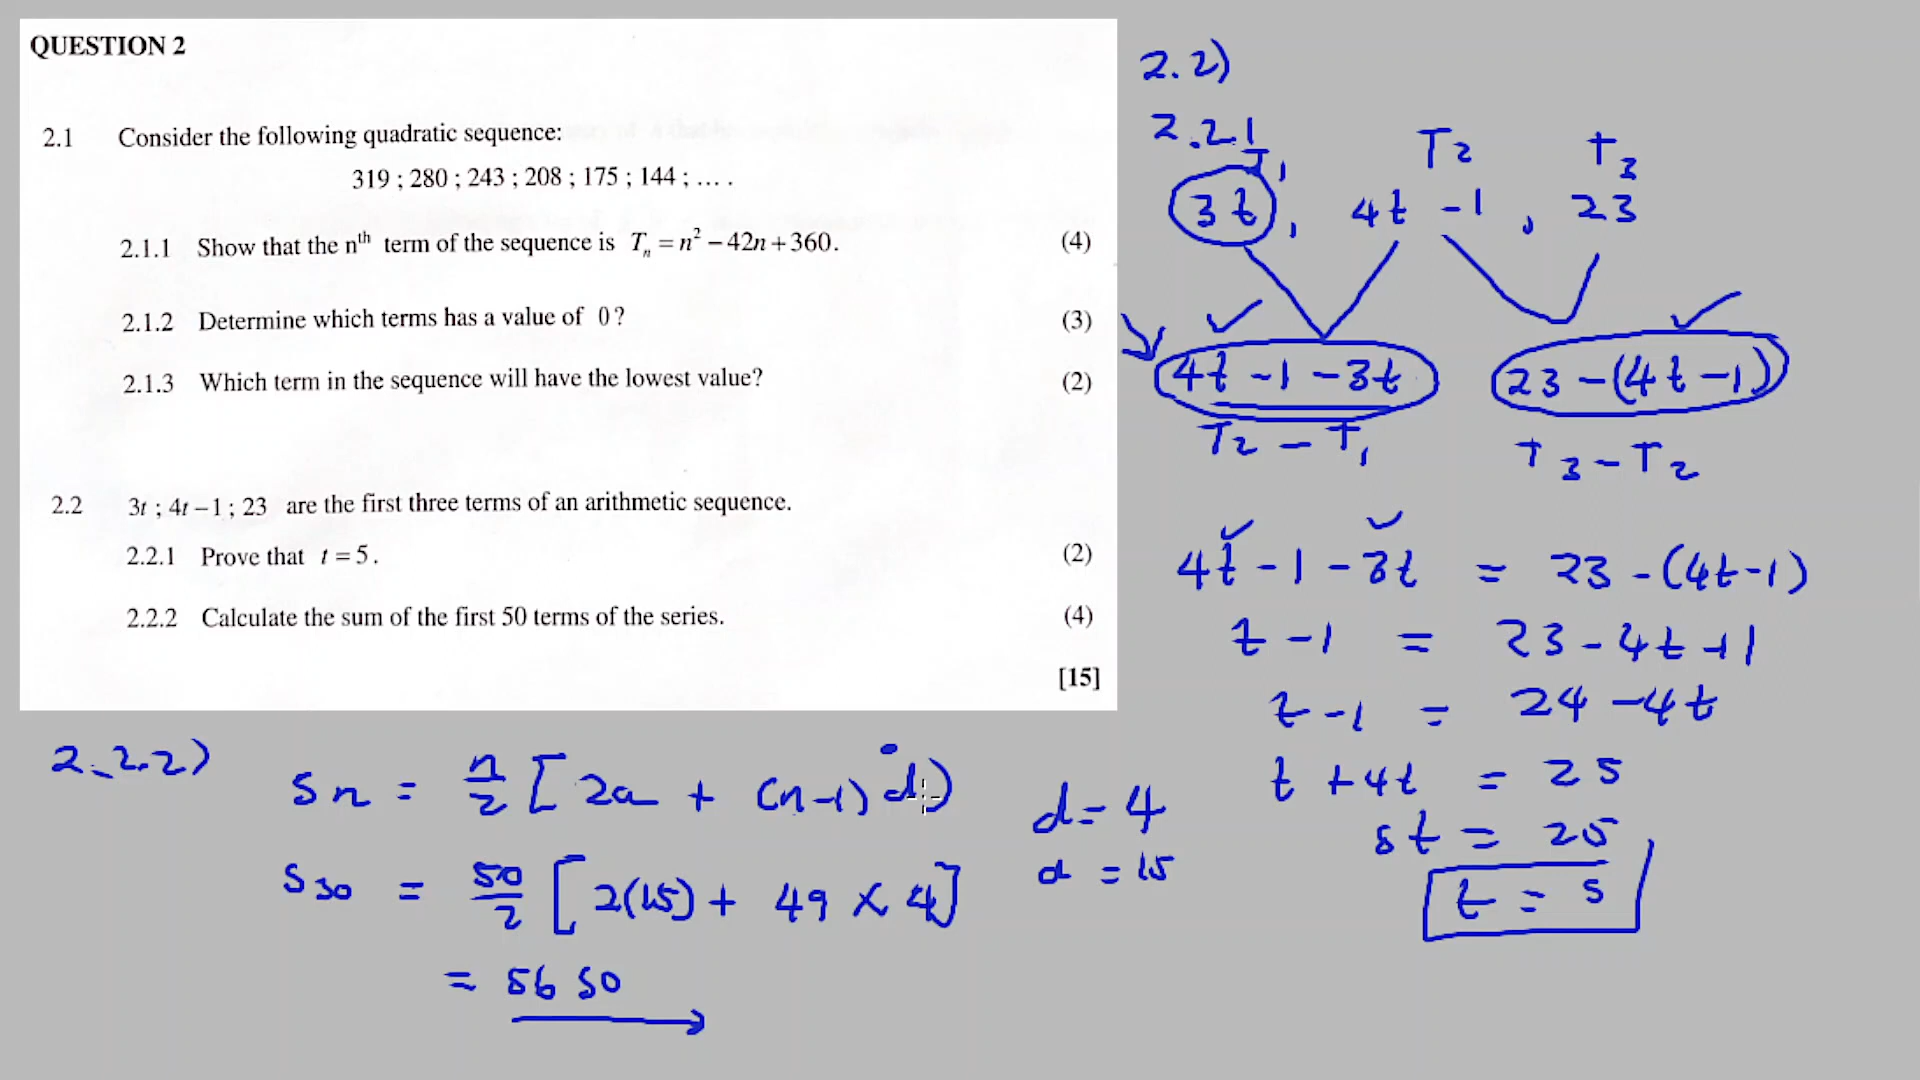 QUESTION 2
2.1 Consider the following quadratic sequence:
319 ; 280 ; 243 ; 208 ; 175 ; 144 ; ... .
2.1.1 Show that the nth term of the sequence is Tₙ = n² − 42n + 360. (4)
2.1.2 Determine which terms has a value of 0? (3)
2.1.3 Which term in the sequence will have the lowest value? (2)
2.2 3t ; 4t − 1 ; 23 are the first three terms of an arithmetic sequence.
2.2.1 Prove that t = 5. (2)
2.2.2 Calculate the sum of the first 50 terms of the series. (4)
[15]
2.2)
2.2.1
T₁ T₂ T₃
3t , 4t − 1 , 23
4t − 1 − 3t 23 − (4t − 1)
T₂ − T₁ T₃ − T₂
4t − 1 − 3t = 23 − (4t − 1)
t − 1 = 23 − 4t + 1
t − 1 = 24 − 4t
t + 4t = 25
5t = 25
t = 5
2.2.2)
Sn = n/2 [2a + (n−1) d)
d = 4
S50 = 50/2 [2(15) + 49 × 4]
a = 15
= 5650